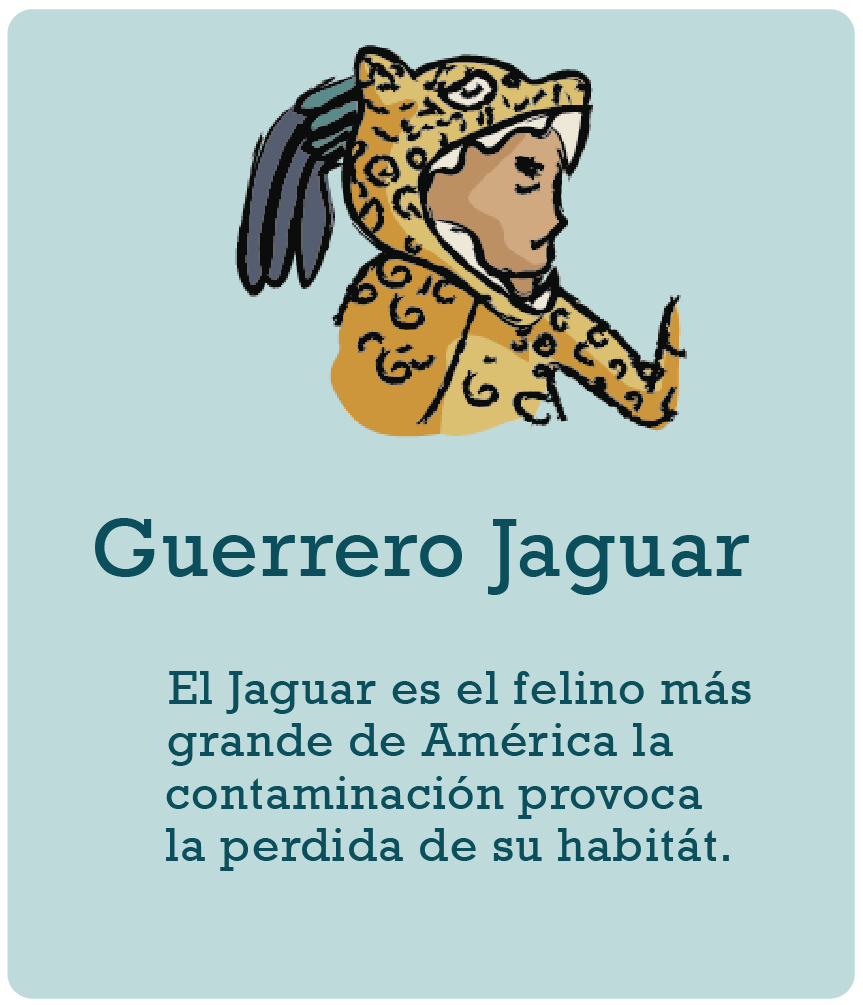 Guerrero Jaguar
El Jaguar es el felino más
grande de América la
contaminación provoca
la perdida de su habitát.